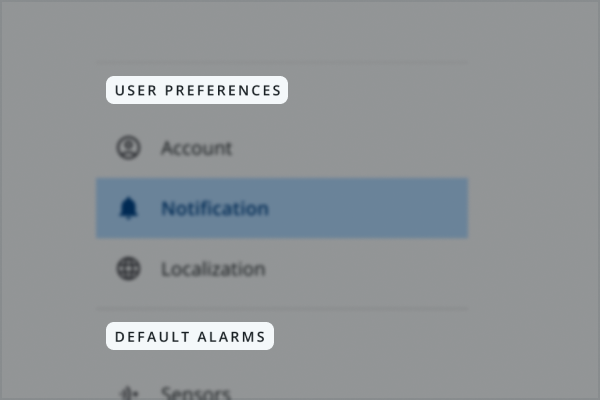 USER PREFERENCES
Account
Notification
Localization
DEFAULT ALARMS
Sensors